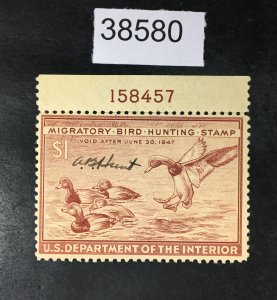 38580
158457
MIGRATORY·BIRD·HUNTING·STAMP
VOID AFTER JUNE 30, 1947
$1
U.S. DEPARTMENT OF THE INTERIOR